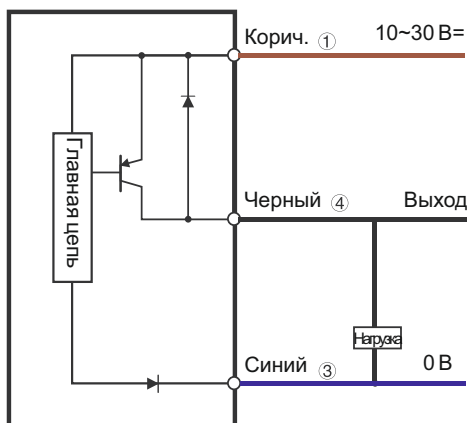 Корич. ① 10~30 В=
Главная цепь
Черный ④ Выход
Нагрузка
Синий ③ 0 В